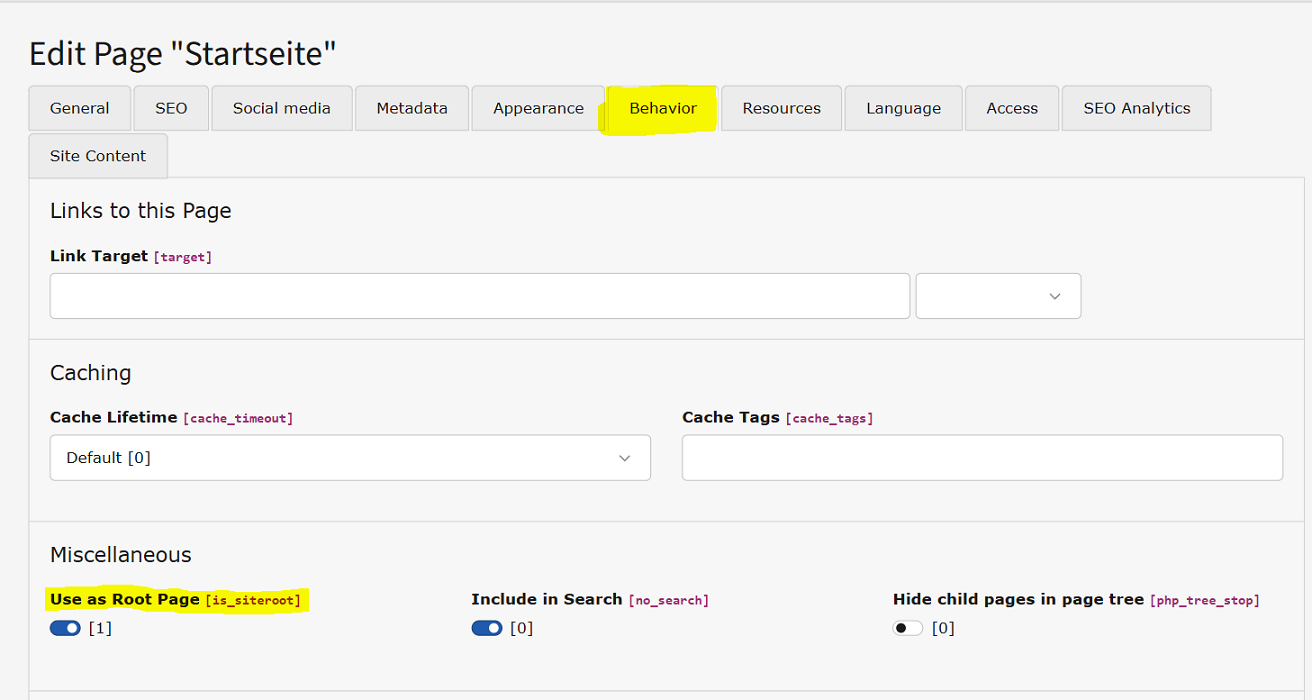 Edit Page "Startseite"
General SEO Social media Metadata Appearance Behavior Resources Language Access SEO Analytics
Site Content
Links to this Page
Link Target [target]
Caching
Cache Lifetime [cache_timeout] Cache Tags [cache_tags]
Default [0]
Miscellaneous
Use as Root Page [is_siteroot] Include in Search [no_search] Hide child pages in page tree [php_tree_stop]
[1] [0] [0]